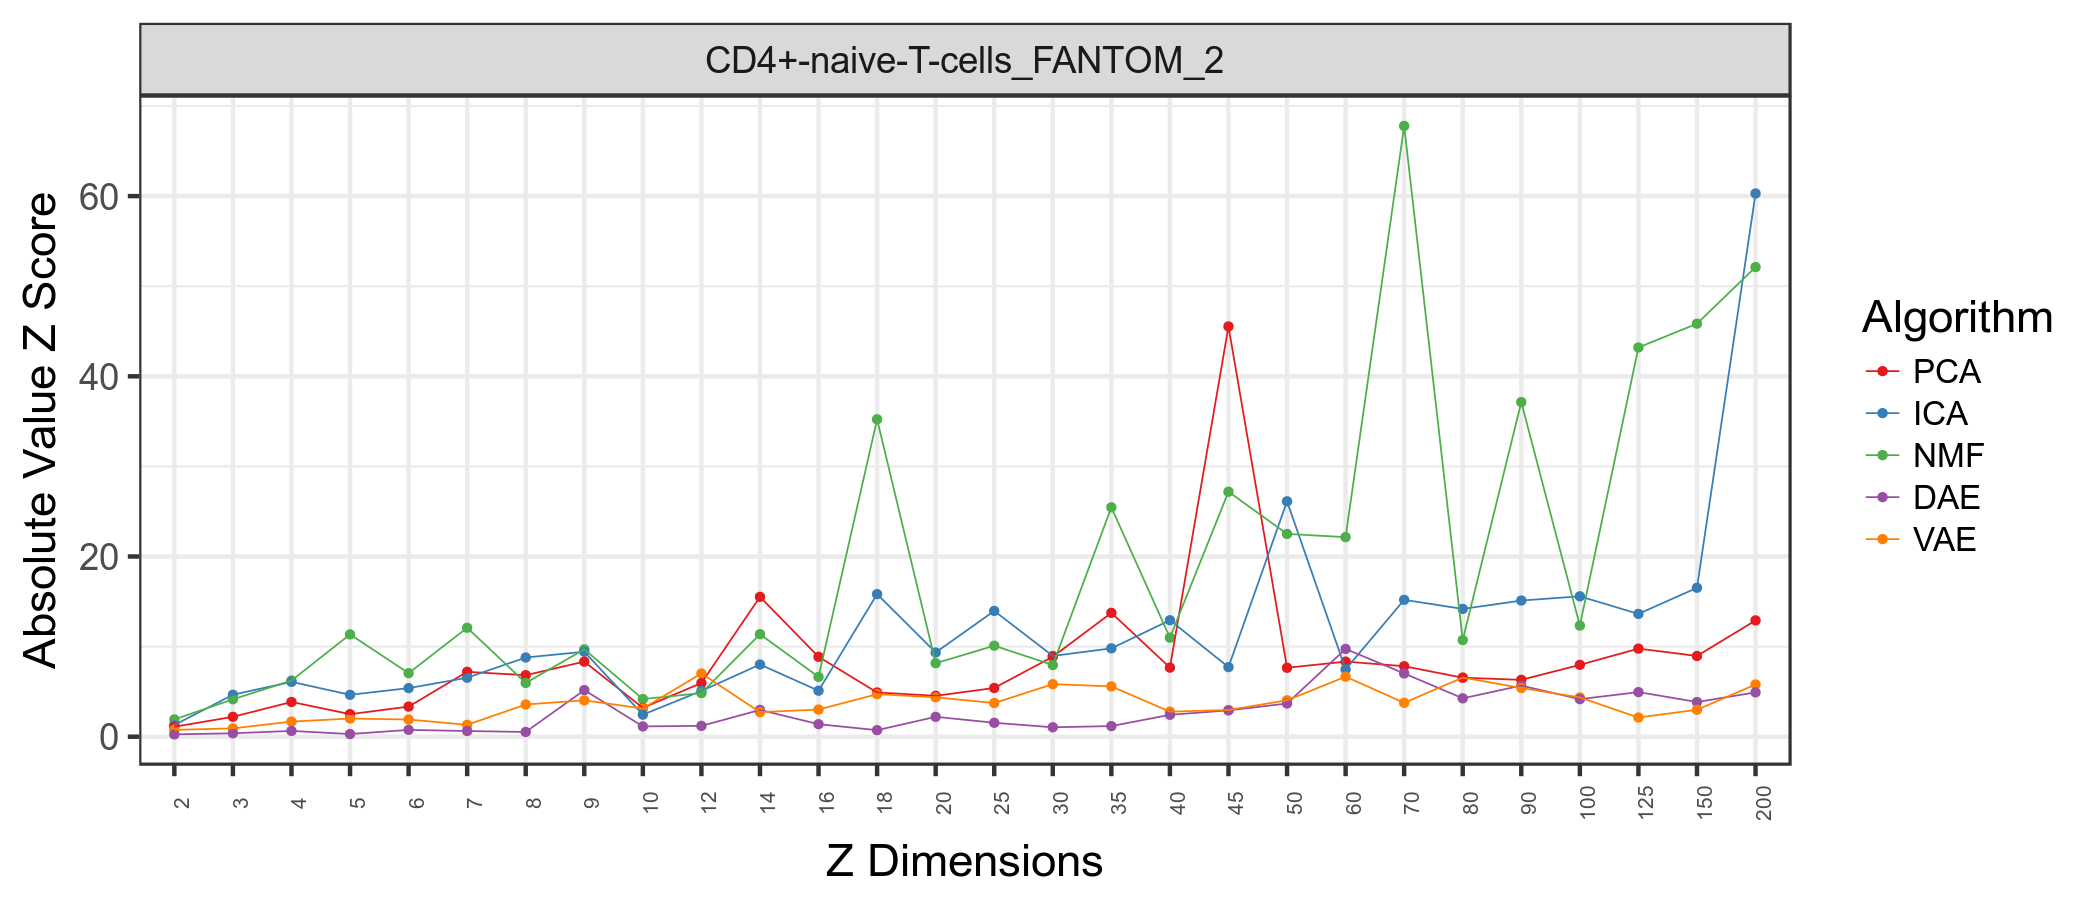 CD4+-naive-T-cells_FANTOM_2
Absolute Value Z Score
60
40
20
0
2 3 4 5 6 7 8 9 10 12 14 16 18 20 25 30 35 40 45 50 60 70 80 90 100 125 150 200
Z Dimensions
Algorithm
PCA
ICA
NMF
DAE
VAE